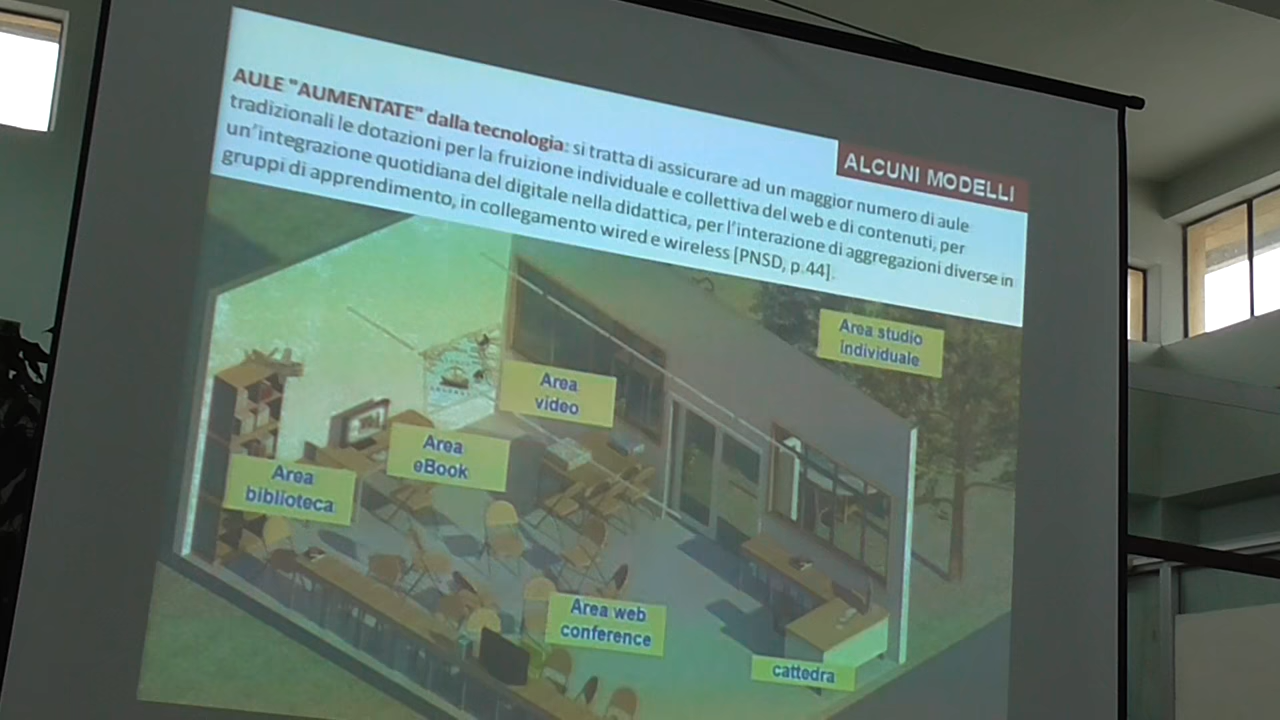 AULE "AUMENTATE" dalla tecnologia: si tratta di assicurare ad un maggior numero di aule
tradizionali le dotazioni per la fruizione individuale e collettiva del web e di contenuti, per
un'integrazione quotidiana del digitale nella didattica, per l'interazione di aggregazioni diverse in
gruppi di apprendimento, in collegamento wired e wireless [PNSD, p.44].
ALCUNI MODELLI
Area studio
individuale
Area
video
Area
eBook
Area
biblioteca
Area web
conference
cattedra